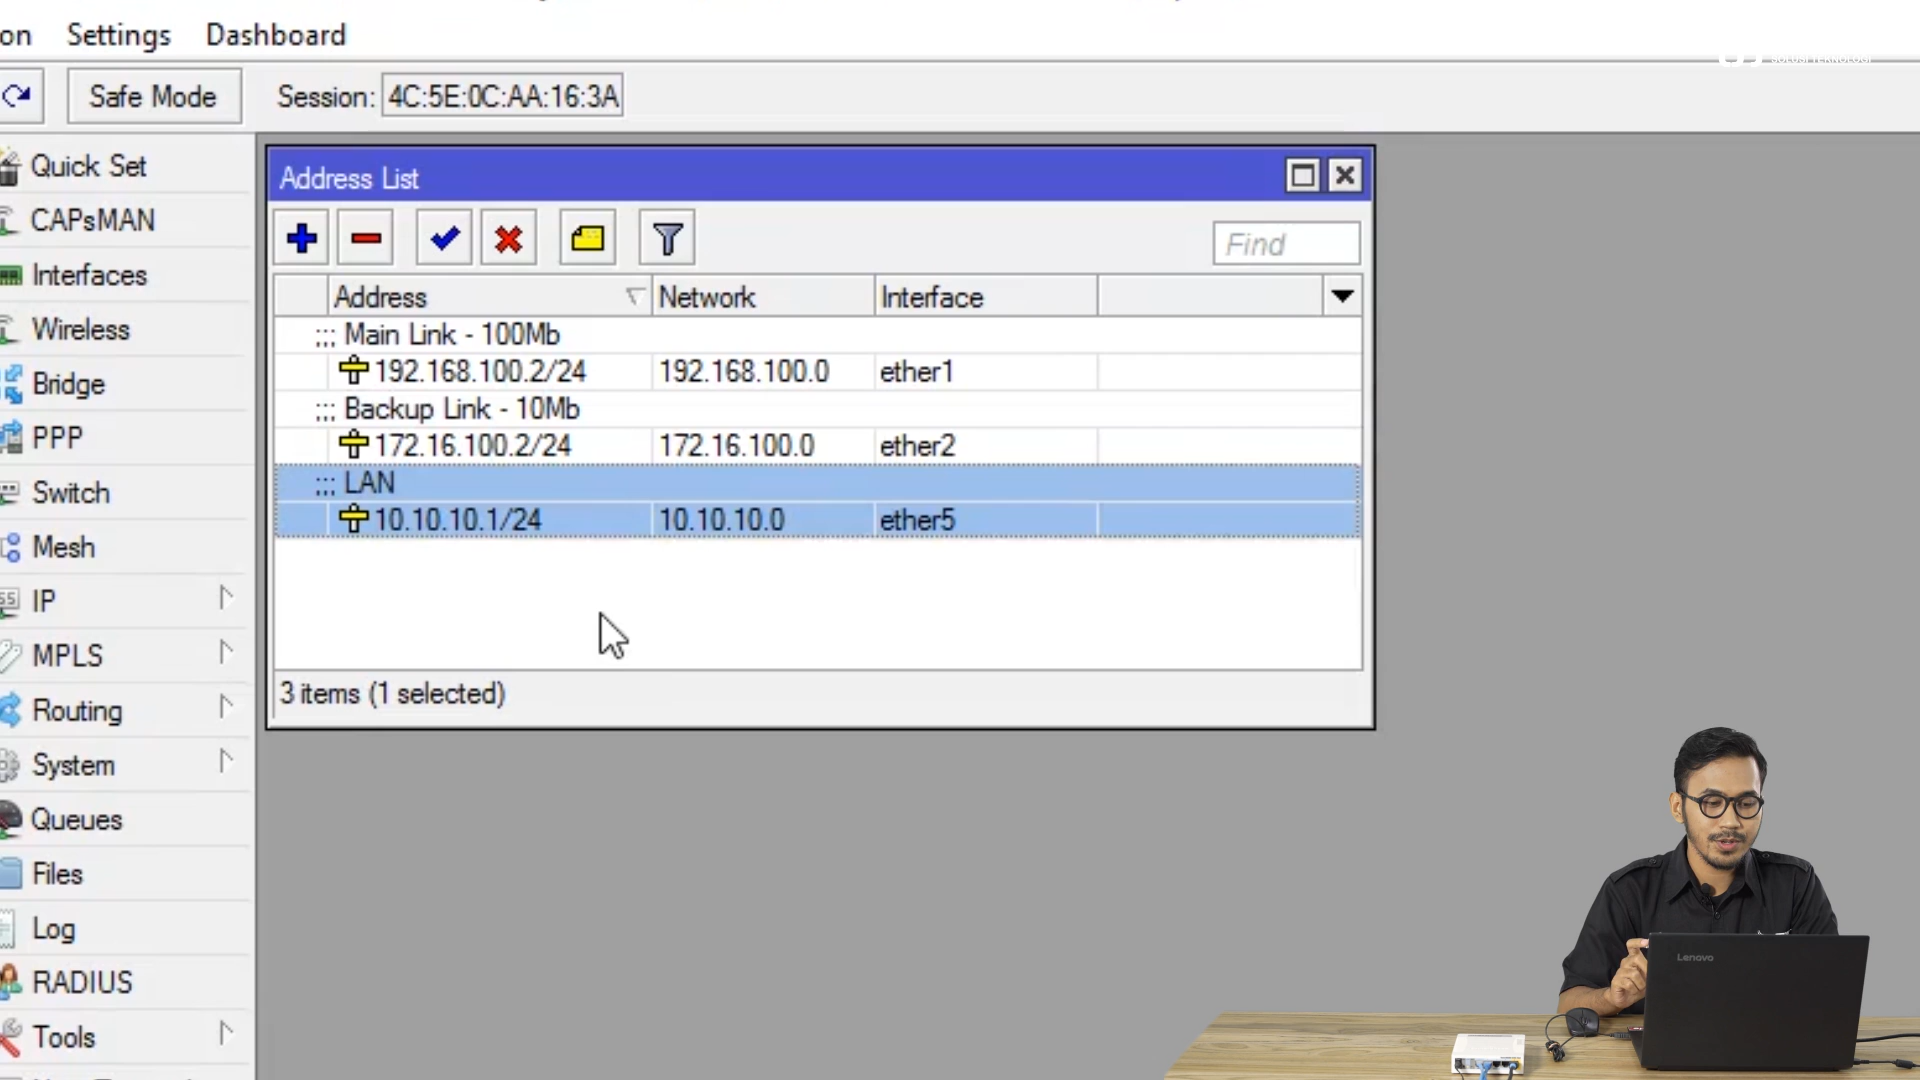 on Settings Dashboard
SOLUSI TEKNOLOGI
Safe Mode Session: 4C:5E:0C:AA:16:3A
Quick Set
CAPsMAN
Interfaces
Wireless
Bridge
PPP
Switch
Mesh
IP
MPLS
Routing
System
Queues
Files
Log
RADIUS
Tools
Address List
Find
Address Network Interface
;;; Main Link - 100Mb
192.168.100.2/24 192.168.100.0 ether1
;;; Backup Link - 10Mb
172.16.100.2/24 172.16.100.0 ether2
;;; LAN
10.10.10.1/24 10.10.10.0 ether5
3 items (1 selected)
Lenovo